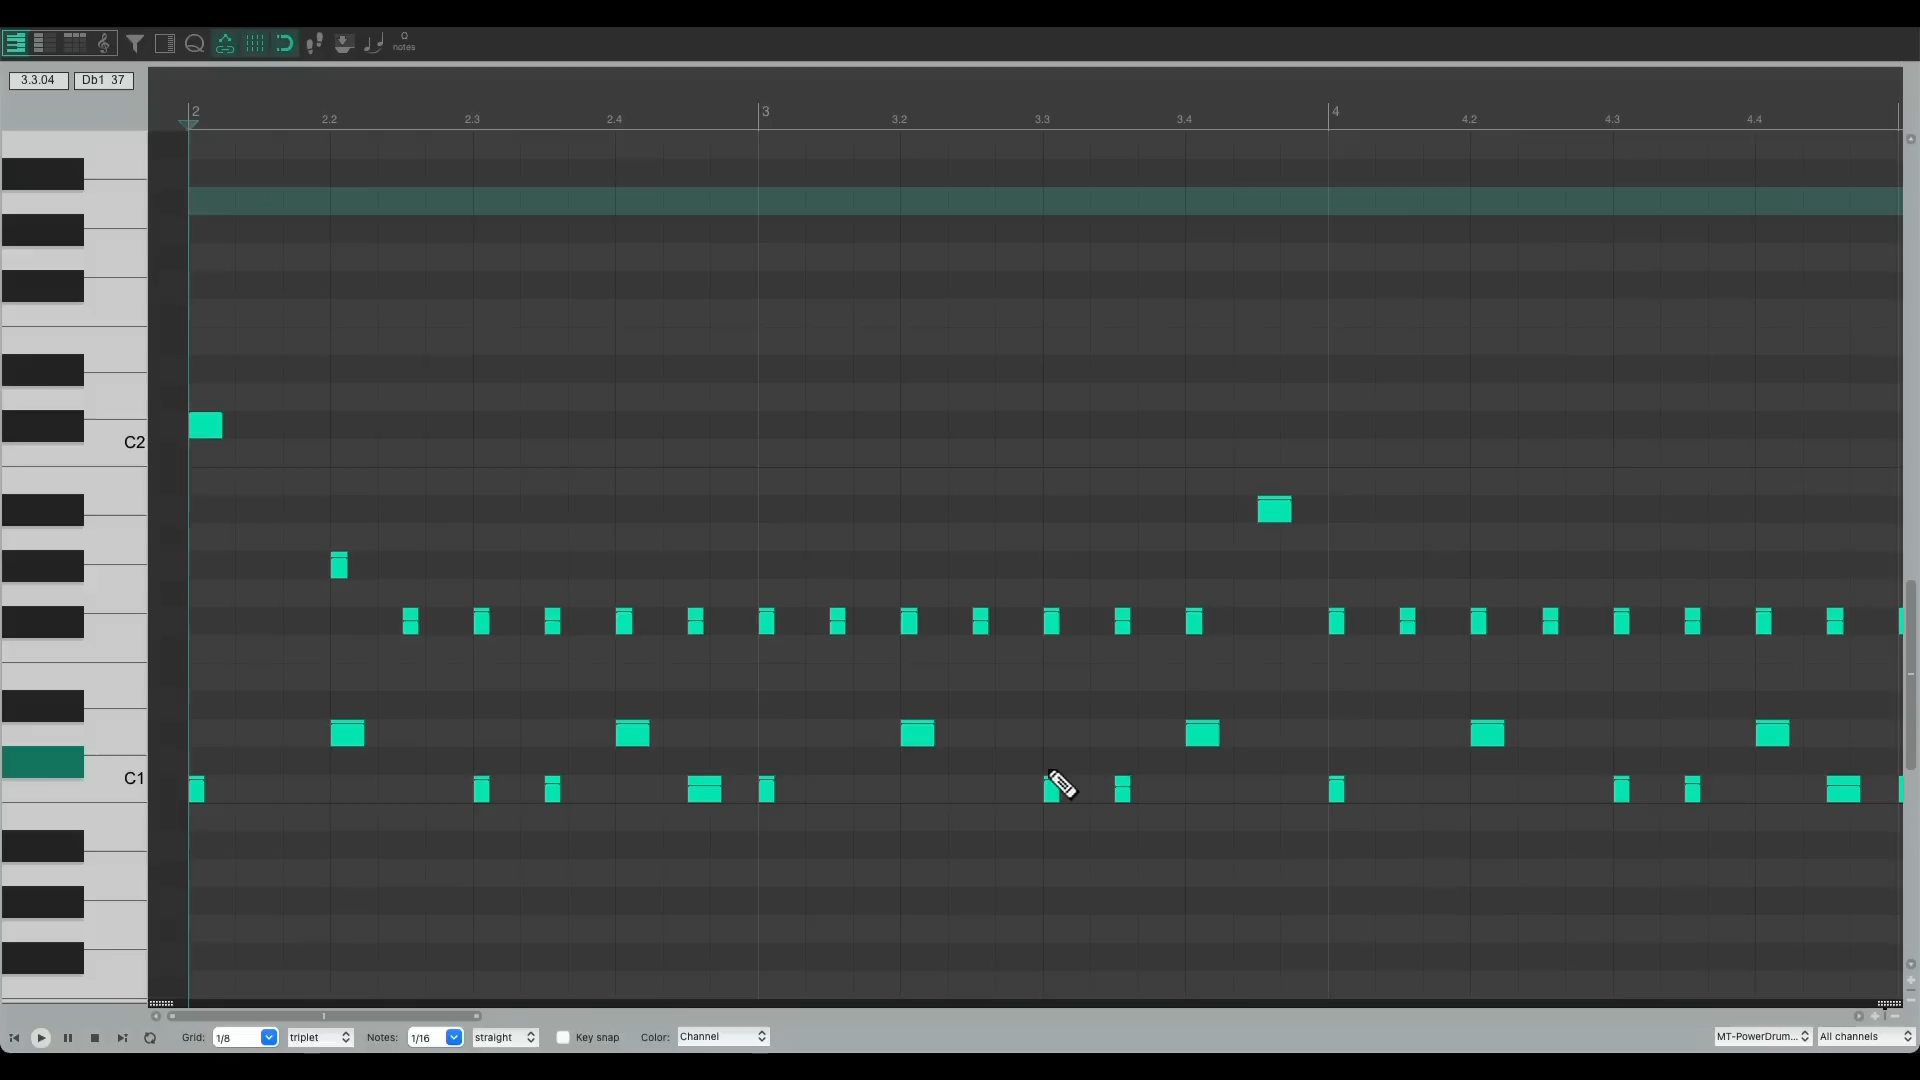 0
notes
3.3.04 Db1 37
2 3 4
2.2 2.3 2.4 3.2 3.3 3.4 4.2 4.3 4.4
C2
C1
Grid: 1/8 triplet Notes: 1/16 straight Key snap Color: Channel MT-PowerDrum... All channels